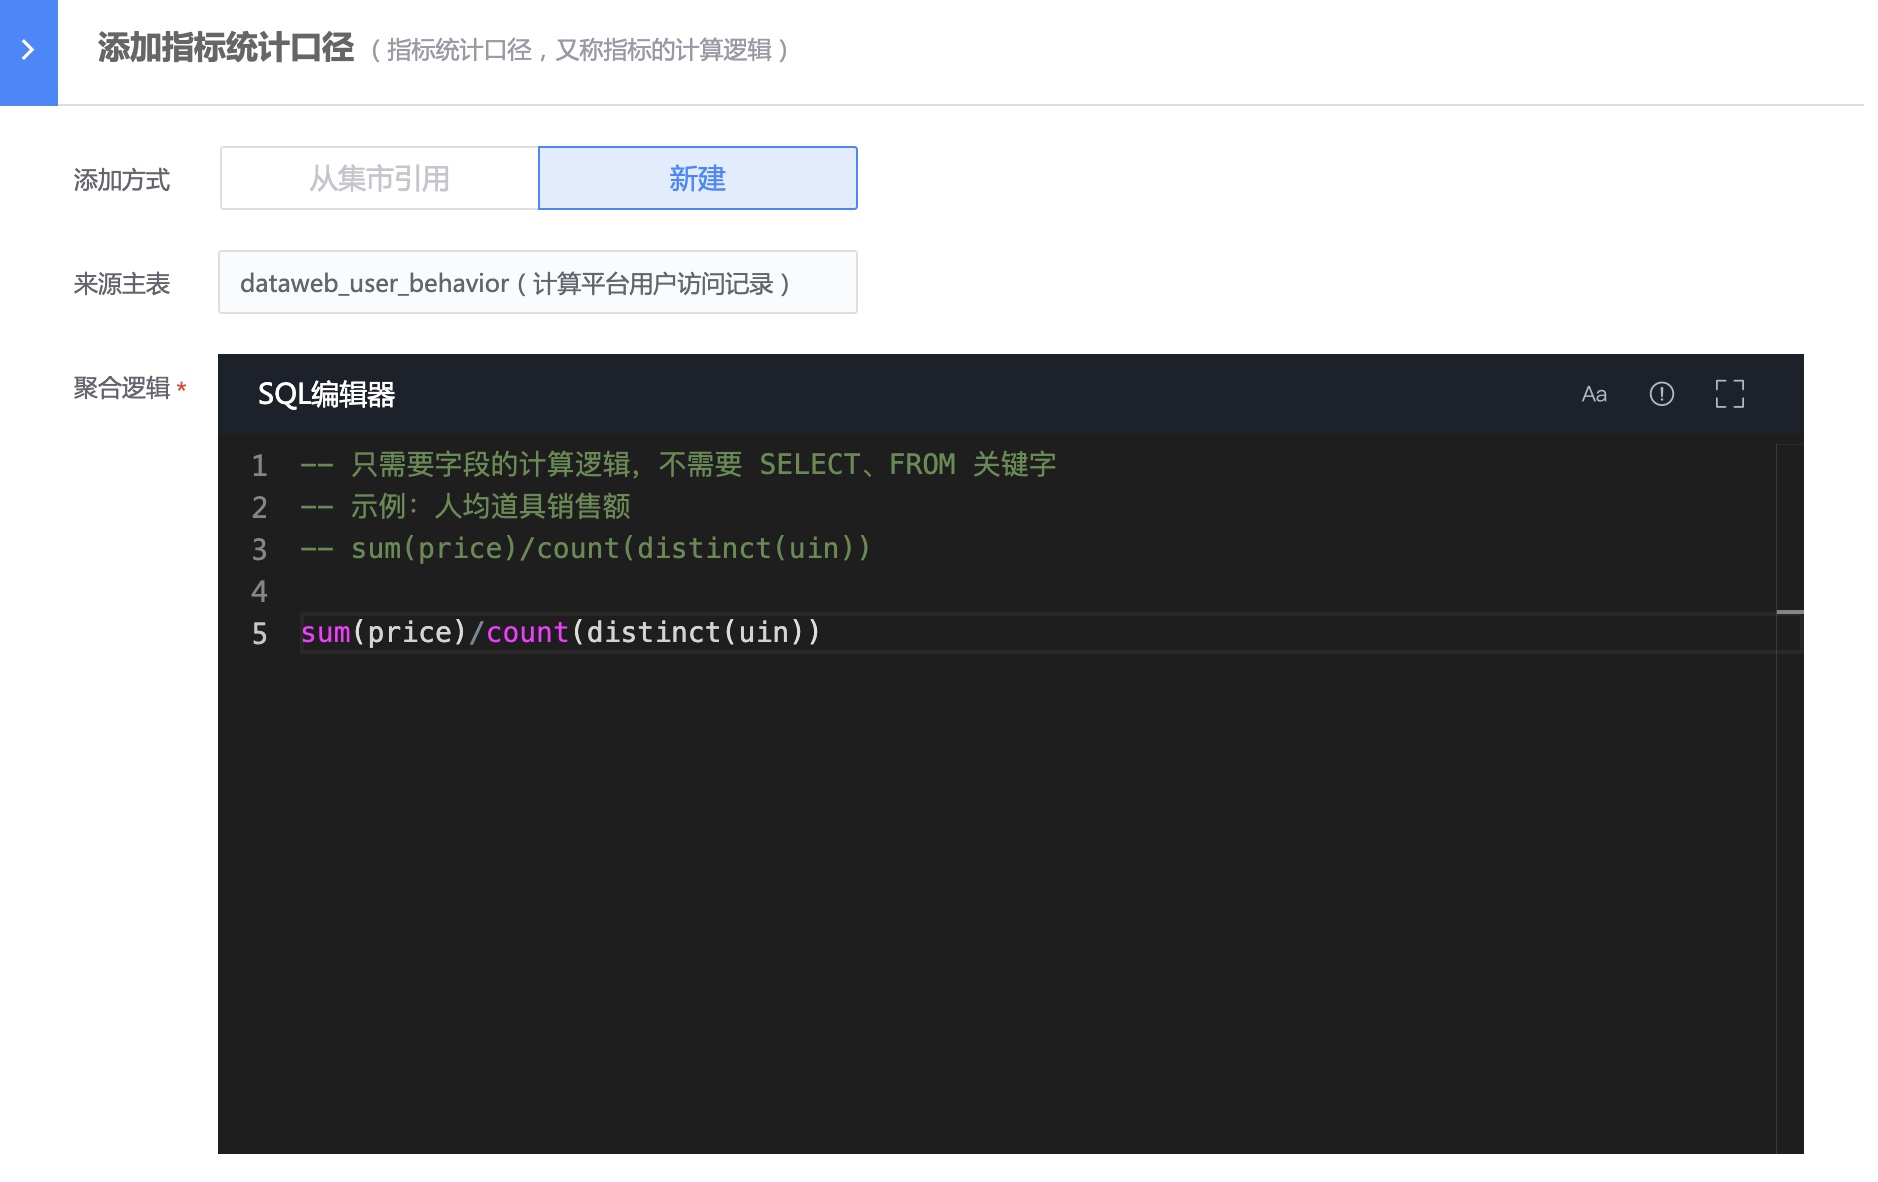 添加指标统计口径（指标统计口径，又称指标的计算逻辑）
添加方式
从集市引用
新建
来源主表
dataweb_user_behavior（计算平台用户访问记录）
聚合逻辑*
SQL编辑器
Aa
1 -- 只需要字段的计算逻辑，不需要 SELECT、FROM 关键字
2 -- 示例：人均道具销售额
3 -- sum(price)/count(distinct(uin))
4
5 sum(price)/count(distinct(uin))